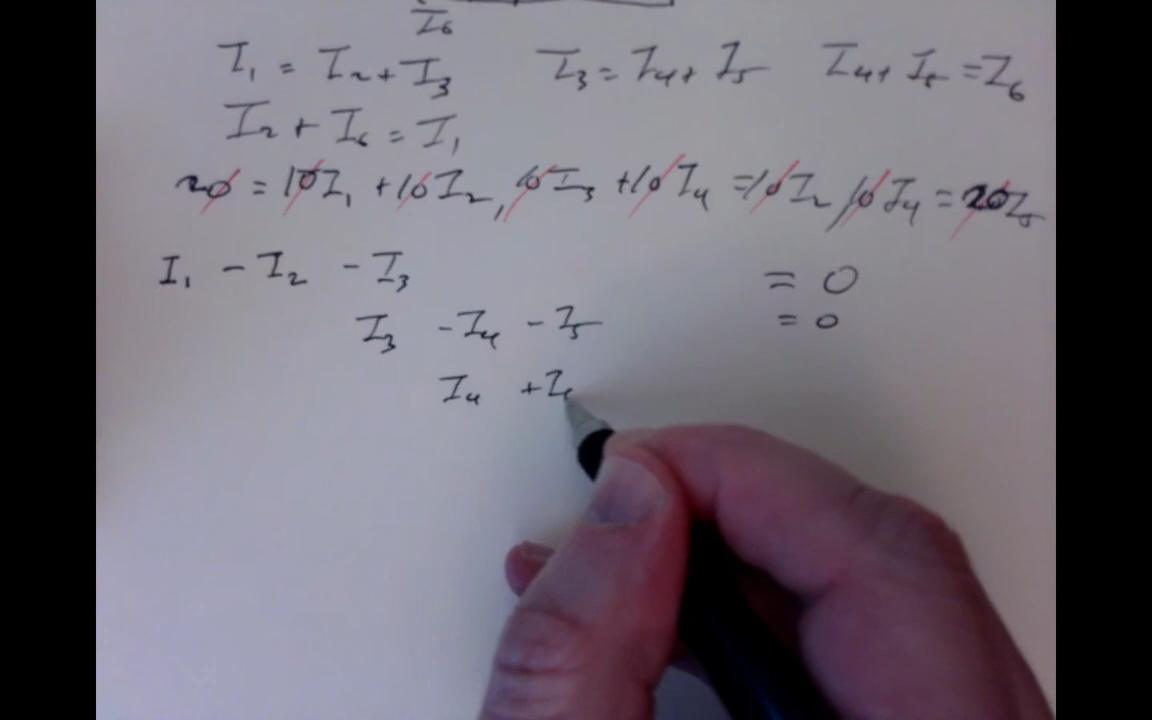 I6
I1 = I2 + I3 I3 = I4 + I5 I4 + I5 = I6
I2 + I6 = I1
20 = 10I1 + 10I2, 10I3 + 10I4 = 10I2 10I4 = 20I5
I1 - I2 - I3 = 0
I3 - I4 - I5 = 0
I4 + I